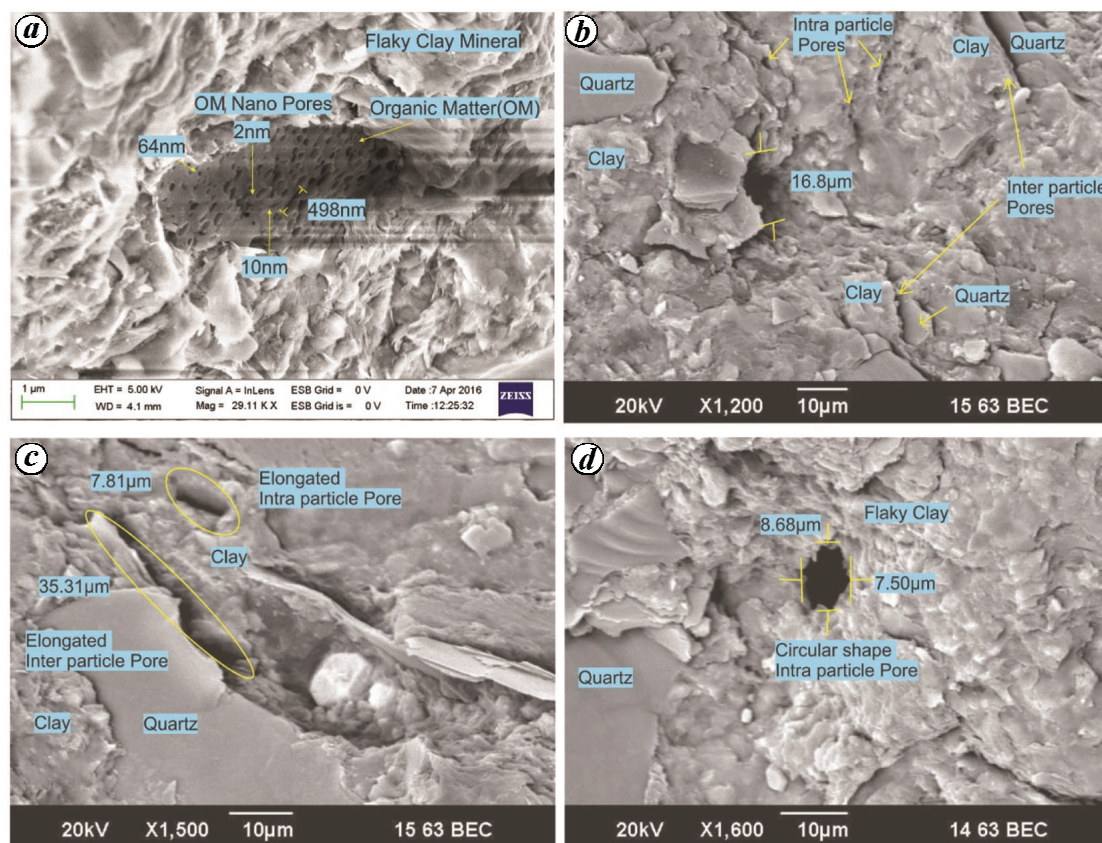 a
Flaky Clay Mineral
OM Nano Pores
Organic Matter(OM)
2nm
64nm
498nm
10nm
1 µm
EHT = 5.00 kV
Signal A = InLens
ESB Grid = 0 V
Date :7 Apr 2016
ZEISS
WD = 4.1 mm
Mag = 29.11 K X
ESB Grid is = 0 V
Time :12:25:32
b
Intra particle
Pores
Clay
Quartz
Quartz
Clay
16.8µm
Inter particle
Pores
Clay
Quartz
20kV X1,200 10µm 15 63 BEC
c
7.81µm
Elongated
Intra particle Pore
Clay
35.31µm
Elongated
Inter particle Pore
Clay
Quartz
20kV X1,500 10µm 15 63 BEC
d
Flaky Clay
8.68µm
7.50µm
Circular shape
Intra particle Pore
Quartz
20kV X1,600 10µm 14 63 BEC